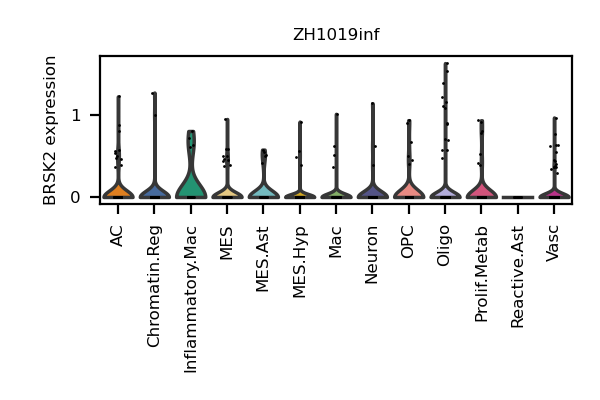 ZH1019inf
BRSK2 expression
1
0
AC
Chromatin.Reg
Inflammatory.Mac
MES
MES.Ast
MES.Hyp
Mac
Neuron
OPC
Oligo
Prolif.Metab
Reactive.Ast
Vasc